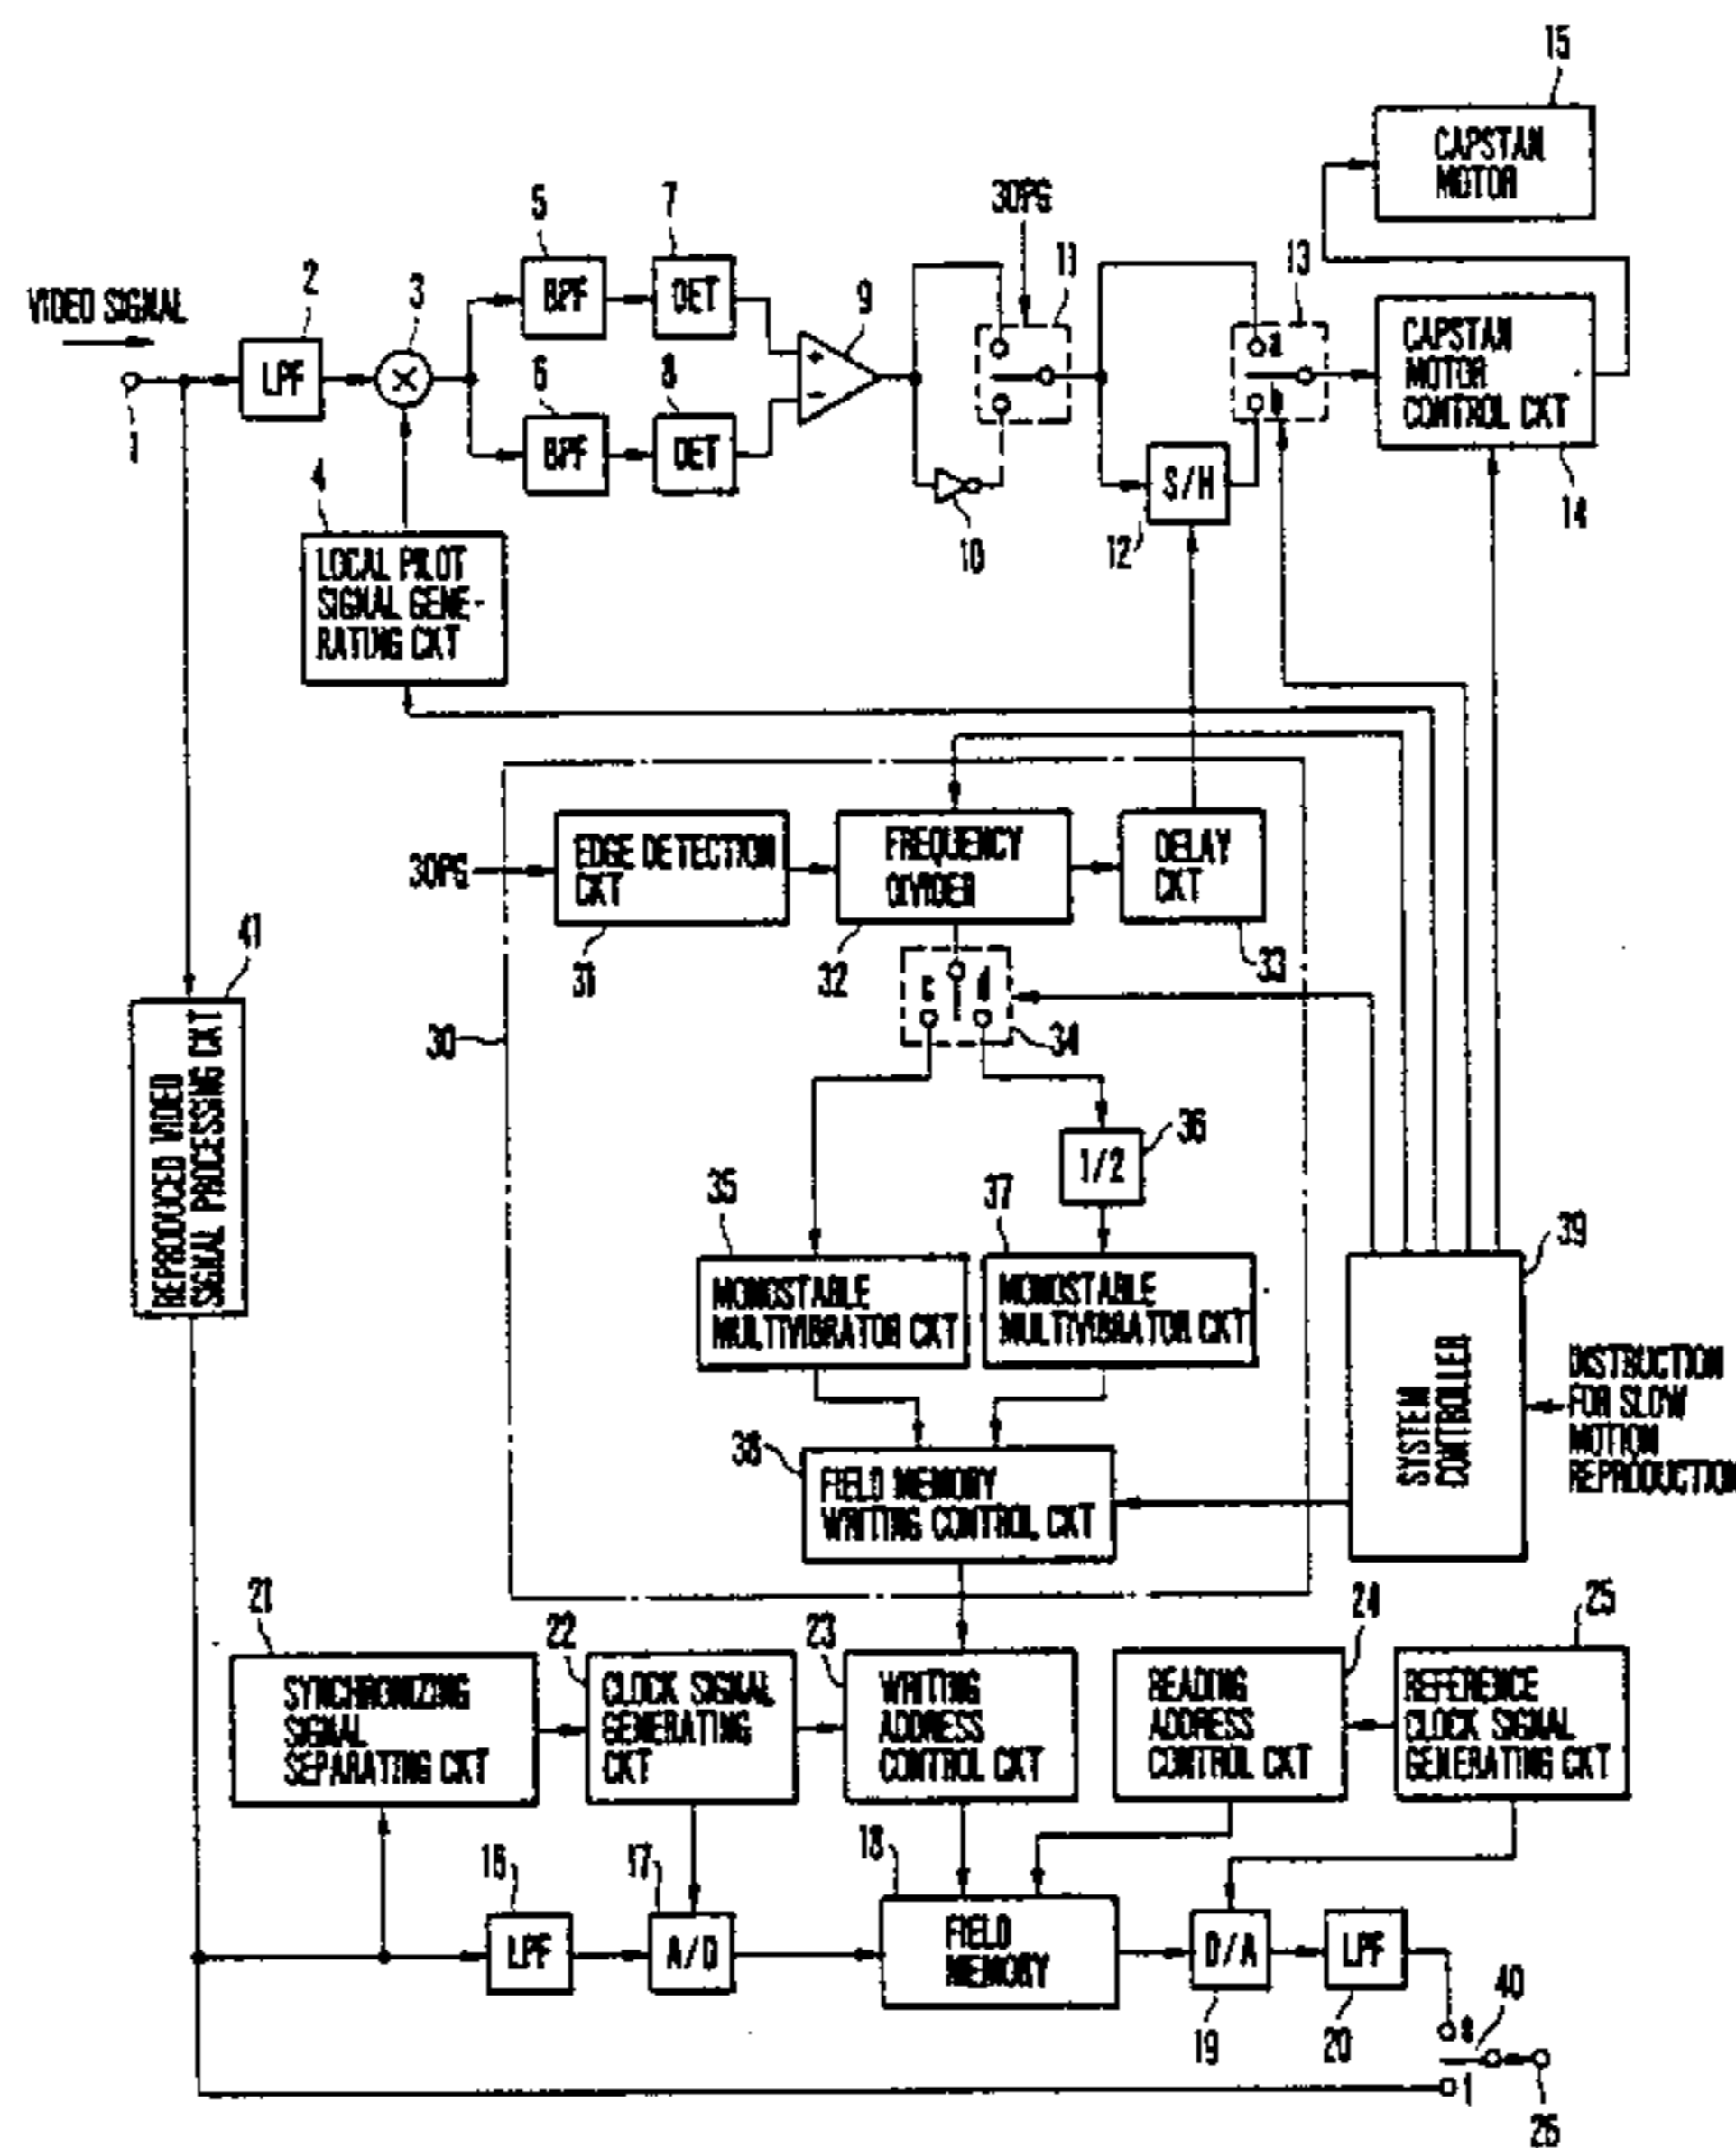 15
CAPSTAN
MOTOR
VIDEO SIGNAL
1
2
LPF
3
×
4
LOCAL PILOT
SIGNAL GENE-
RATING CKT
5
BPF
6
BPF
7
DET
8
DET
9
+
-
10
30PG
11
12
S/H
13
a
b
CAPSTAN
MOTOR
CONTROL CKT
14
30PG
EDGE DETECTION
CKT
31
FREQUENCY
DIVIDER
32
DELAY
CKT
33
c
d
34
30
41
REPRODUCED VIDEO
SIGNAL PROCESSING CKT
35
MONOSTABLE
MULTIVIBRATOR CKT
36
1/2
37
MONOSTABLE
MULTIVIBRATOR CKT
38
FIELD MEMORY
WRITING CONTROL CKT
39
SYSTEM
CONTROLLER
DISTRUCTION
FOR SLOW
MOTION
REPRODUCTION
21
SYNCHRONIZING
SIGNAL
SEPARATING CKT
22
CLOCK SIGNAL
GENERATING
CKT
23
WRITING
ADDRESS
CONTROL CKT
24
READING
ADDRESS
CONTROL CKT
25
REFERENCE
CLOCK SIGNAL
GENERATING CKT
16
LPF
17
A/D
18
FIELD
MEMORY
D/A
19
LPF
20
40
26